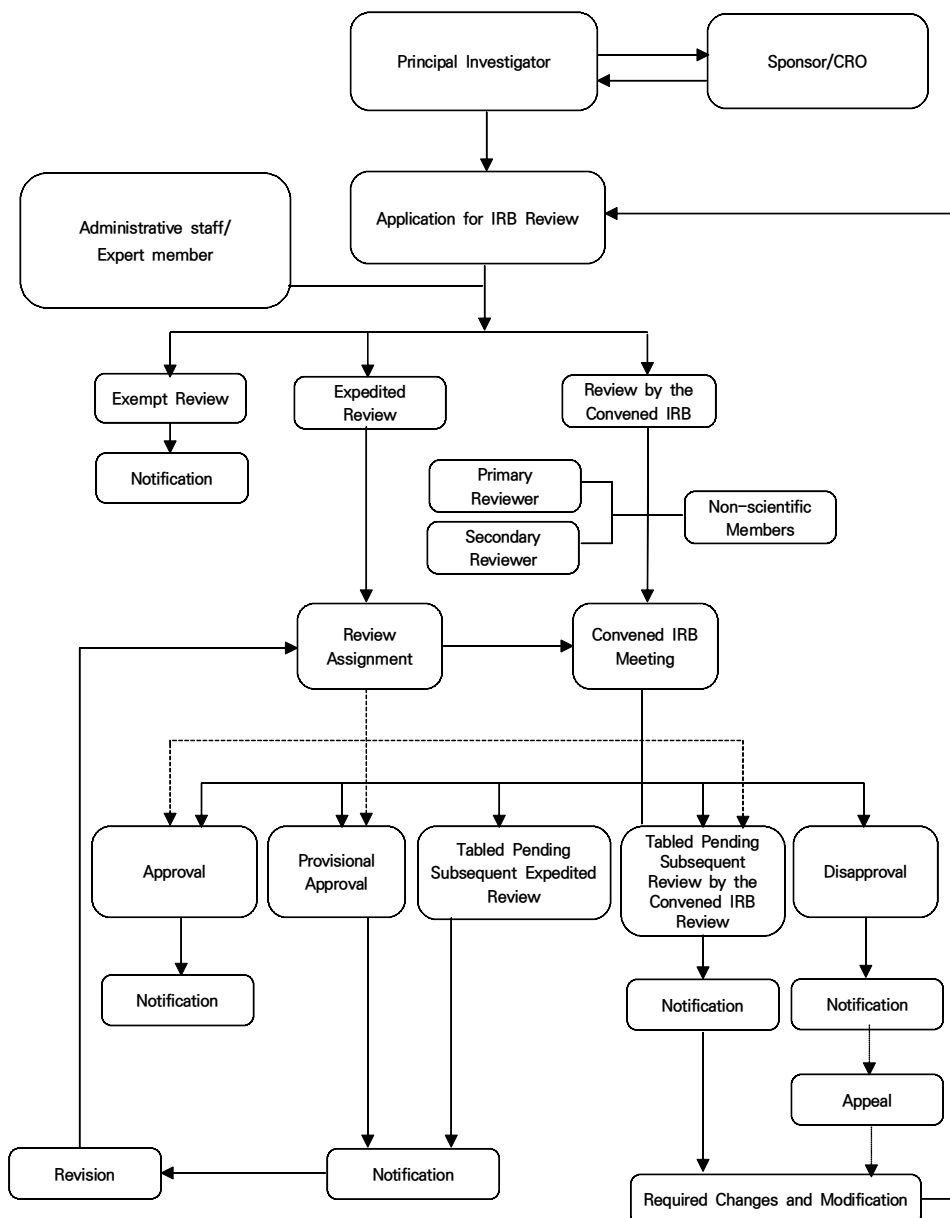 Principal Investigator
Sponsor/CRO
Application for IRB Review
Administrative staff/
Expert member
Exempt Review
Expedited
Review
Review by the
Convened IRB
Notification
Primary
Reviewer
Non-scientific
Members
Secondary
Reviewer
Review
Assignment
Convened IRB
Meeting
Approval
Provisional
Approval
Tabled Pending
Subsequent Expedited
Review
Tabled Pending
Subsequent
Review by the
Convened IRB
Review
Disapproval
Notification
Notification
Notification
Appeal
Revision
Notification
Required Changes and Modification